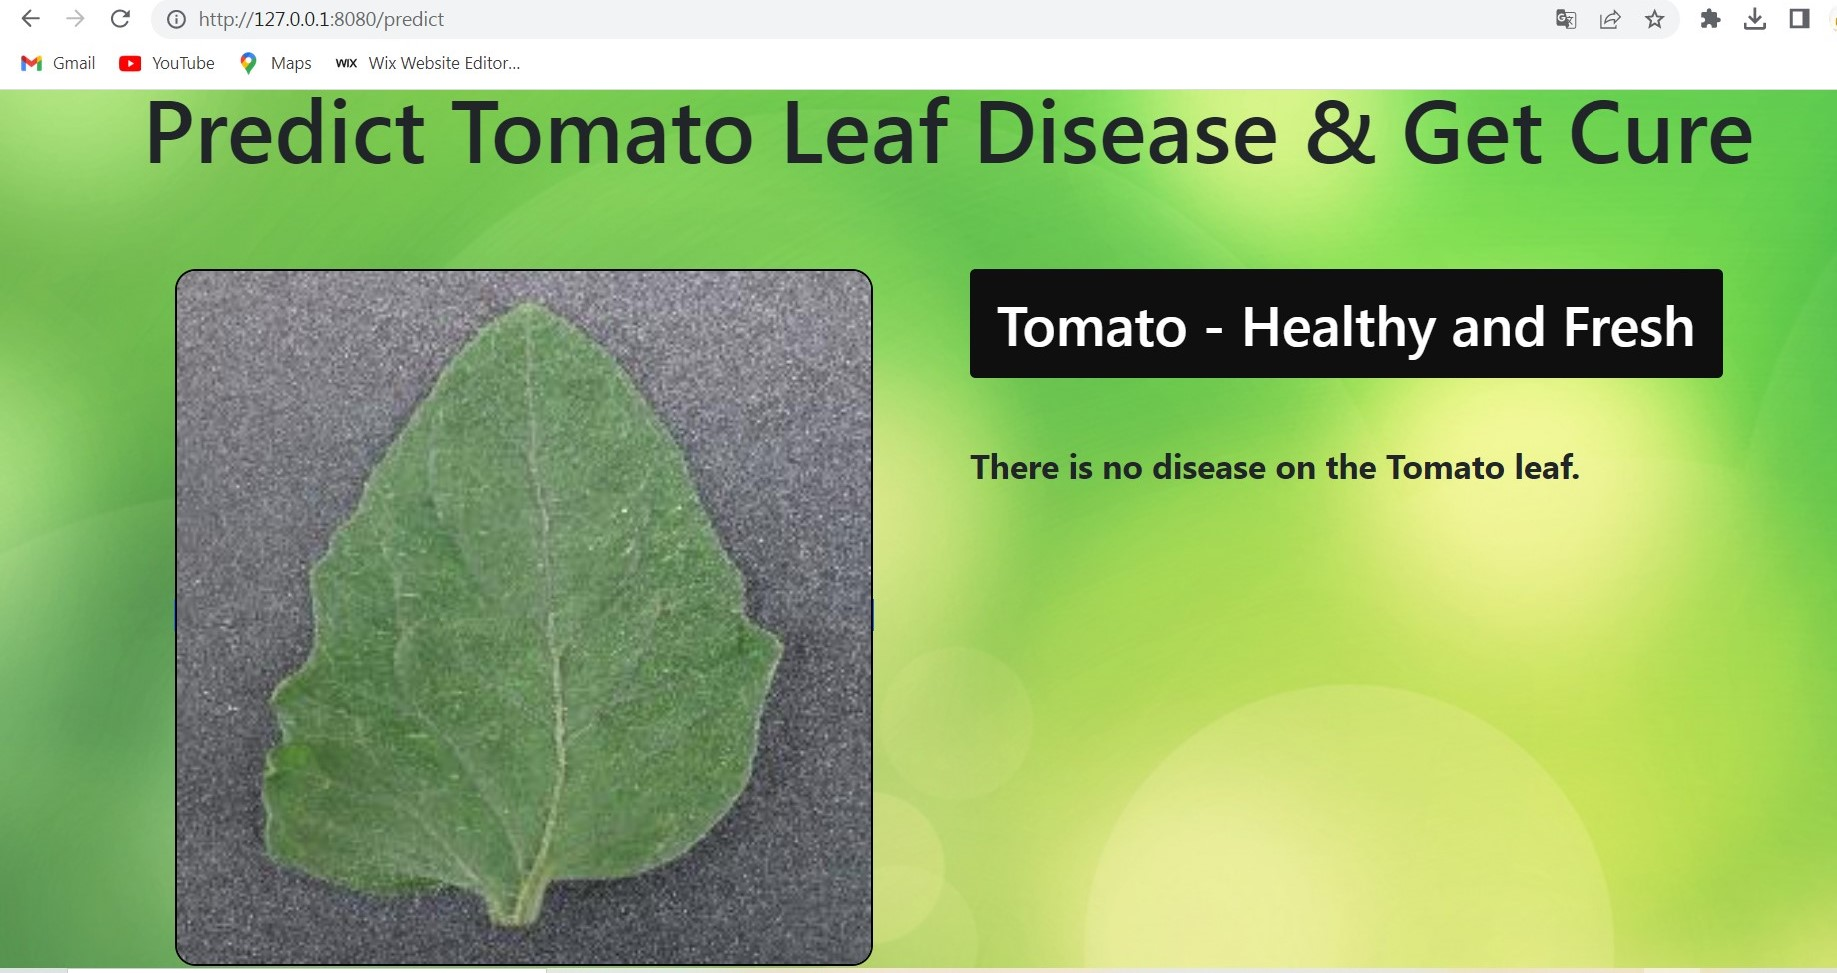 http://127.0.0.1:8080/predict
Gmail YouTube Maps WIX Wix Website Editor...
Predict Tomato Leaf Disease & Get Cure
Tomato - Healthy and Fresh
There is no disease on the Tomato leaf.